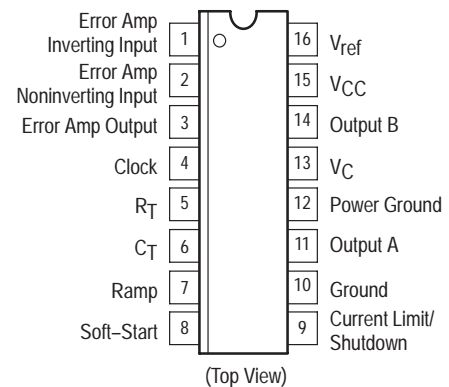 Error Amp
Inverting Input
1
Error Amp
Noninverting Input
2
Error Amp Output
3
Clock
4
RT
5
CT
6
Ramp
7
Soft–Start
8
16
Vref
15
VCC
14
Output B
13
VC
12
Power Ground
11
Output A
10
Ground
9
Current Limit/
Shutdown
(Top View)